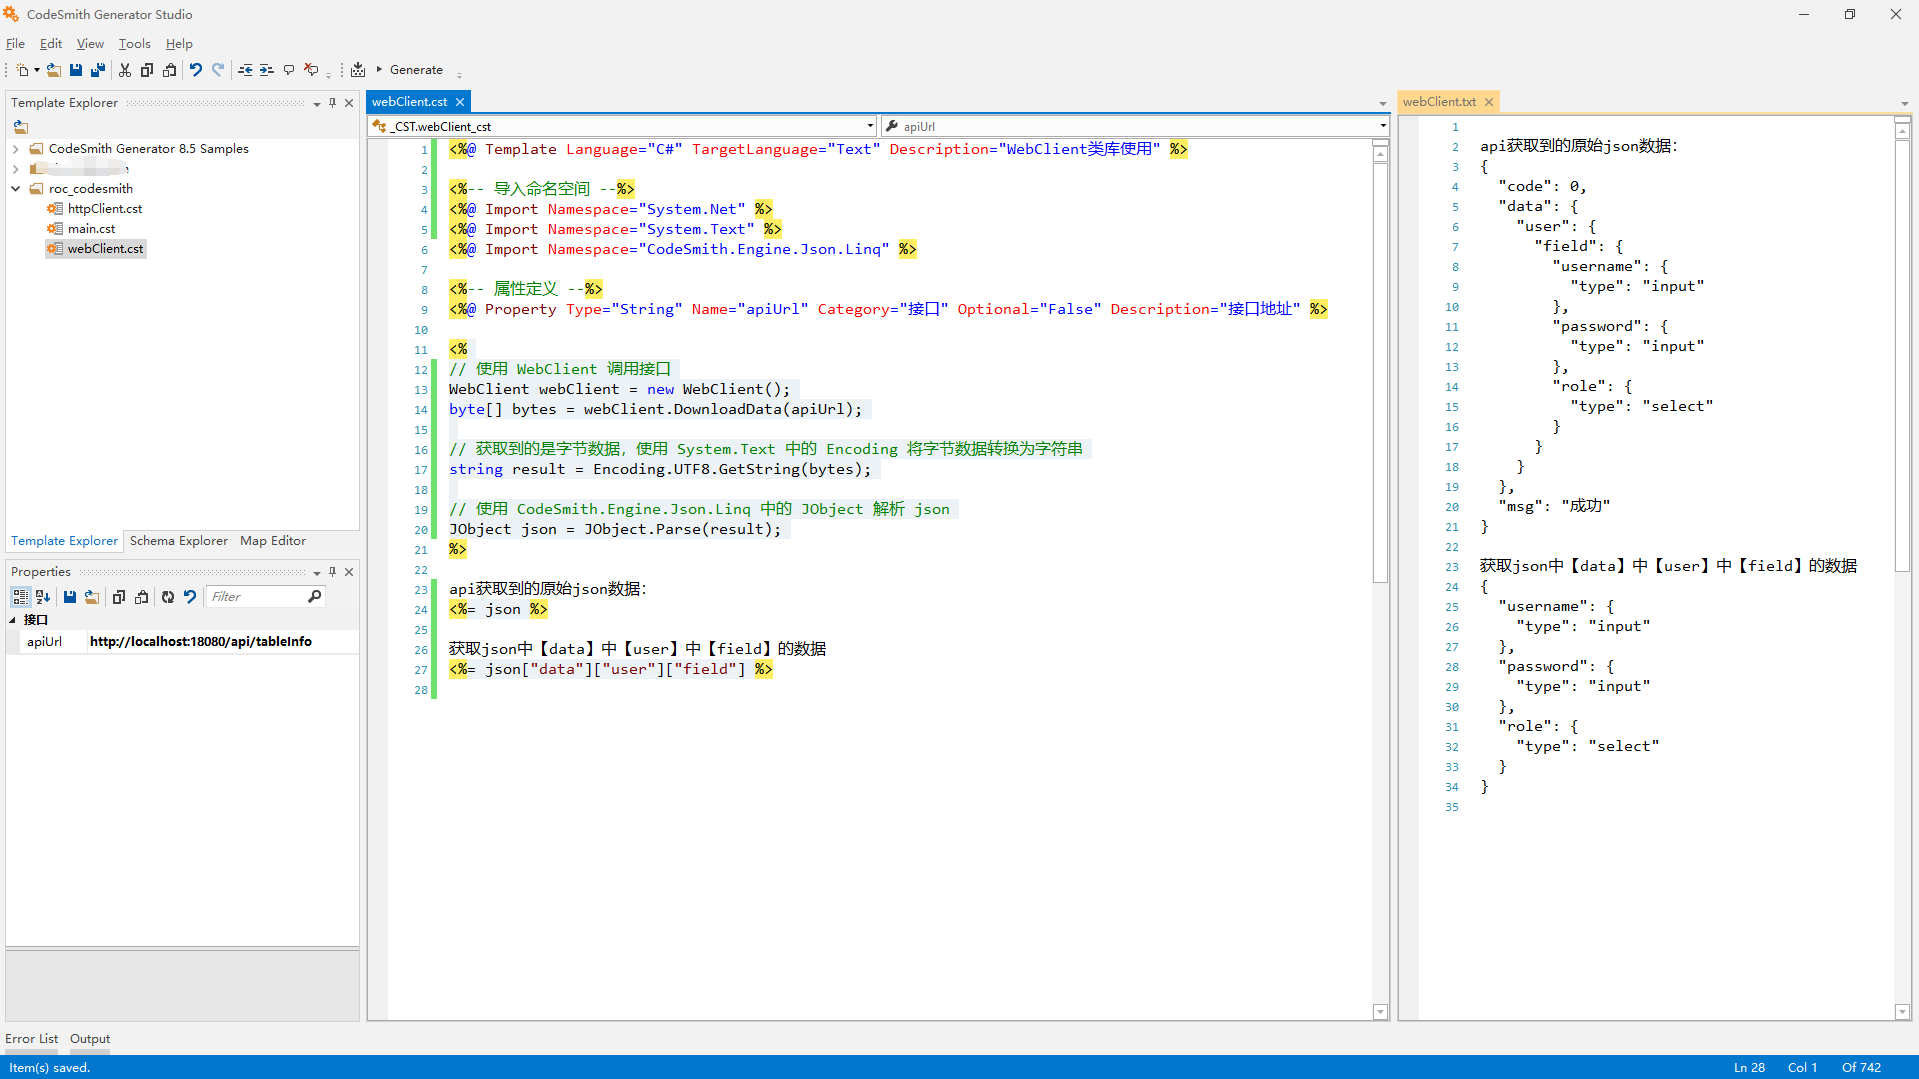 CodeSmith Generator Studio
File Edit View Tools Help
Generate
Template Explorer
CodeSmith Generator 8.5 Samples
roc_codesmith
httpClient.cst
main.cst
webClient.cst
Template Explorer Schema Explorer Map Editor
Properties
Filter
接口
apiUrl http://localhost:18080/api/tableInfo
webClient.cst
_CST.webClient_cst apiUrl
1 <%@ Template Language="C#" TargetLanguage="Text" Description="WebClient类库使用" %>
2
3 <%-- 导入命名空间 --%>
4 <%@ Import Namespace="System.Net" %>
5 <%@ Import Namespace="System.Text" %>
6 <%@ Import Namespace="CodeSmith.Engine.Json.Linq" %>
7
8 <%-- 属性定义 --%>
9 <%@ Property Type="String" Name="apiUrl" Category="接口" Optional="False" Description="接口地址" %>
10
11 <%
12 // 使用 WebClient 调用接口
13 WebClient webClient = new WebClient();
14 byte[] bytes = webClient.DownloadData(apiUrl);
15
16 // 获取到的是字节数据，使用 System.Text 中的 Encoding 将字节数据转换为字符串
17 string result = Encoding.UTF8.GetString(bytes);
18
19 // 使用 CodeSmith.Engine.Json.Linq 中的 JObject 解析 json
20 JObject json = JObject.Parse(result);
21 %>
22
23 api获取到的原始json数据：
24 <%= json %>
25
26 获取json中【data】中【user】中【field】的数据
27 <%= json["data"]["user"]["field"] %>
28
webClient.txt
1
2 api获取到的原始json数据：
3 {
4 "code": 0,
5 "data": {
6 "user": {
7 "field": {
8 "username": {
9 "type": "input"
10 },
11 "password": {
12 "type": "input"
13 },
14 "role": {
15 "type": "select"
16 }
17 }
18 }
19 },
20 "msg": "成功"
21 }
22
23 获取json中【data】中【user】中【field】的数据
24 {
25 "username": {
26 "type": "input"
27 },
28 "password": {
29 "type": "input"
30 },
31 "role": {
32 "type": "select"
33 }
34 }
35
Error List Output
Item(s) saved. Ln 28 Col 1 Of 742